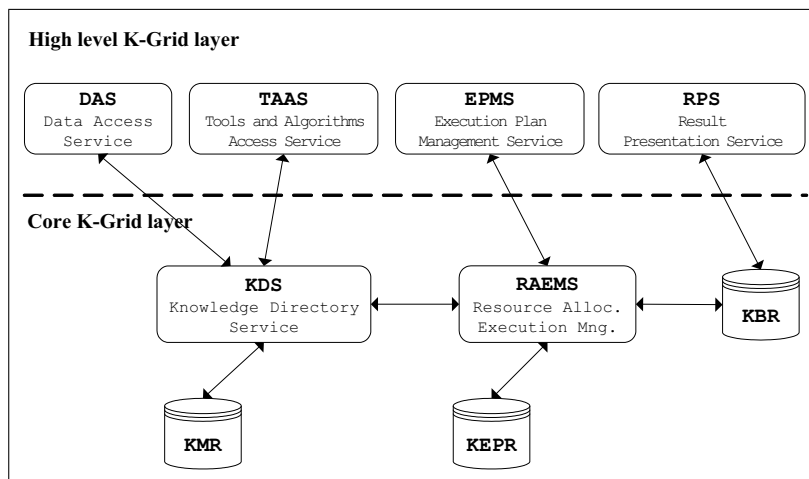 High level K-Grid layer
DAS
Data Access
Service
TAAS
Tools and Algorithms
Access Service
EPMS
Execution Plan
Management Service
RPS
Result
Presentation Service
Core K-Grid layer
KDS
Knowledge Directory
Service
RAEMS
Resource Alloc.
Execution Mng.
KBR
KMR
KEPR